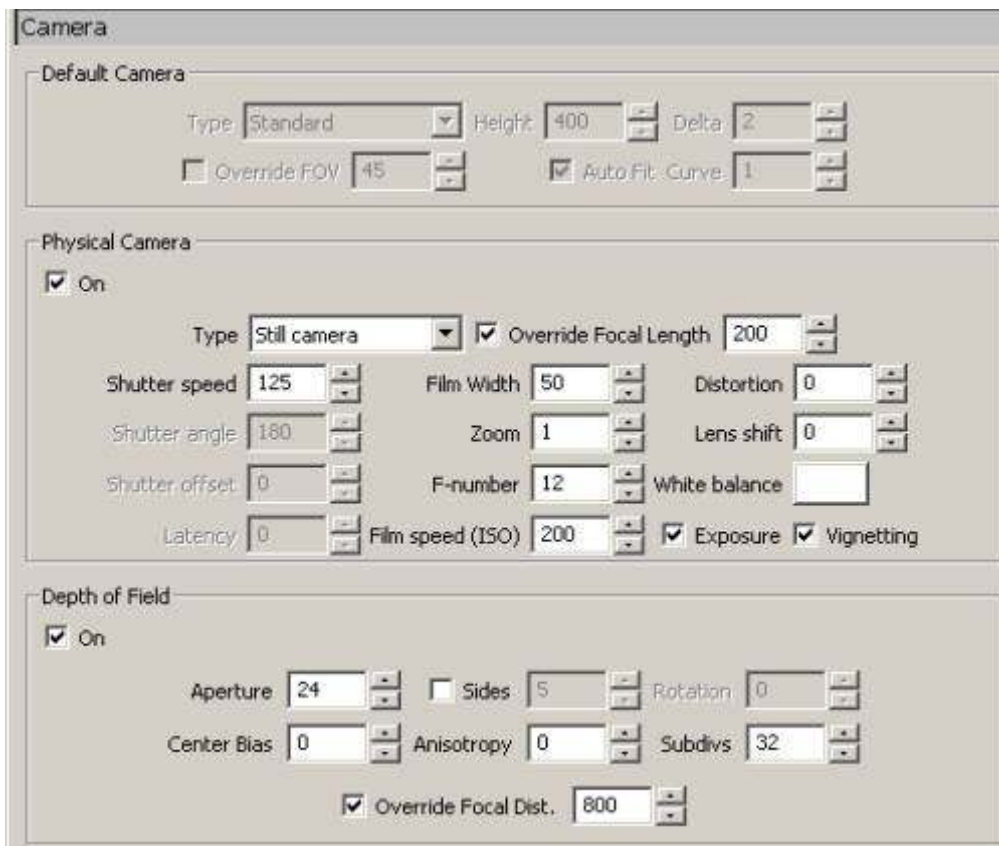 Camera
Default Camera
Type Standard Height 400 Delta 2
Override FOV 45 Auto Fit Curve 1
Physical Camera
On
Type Still camera Override Focal Length 200
Shutter speed 125 Film Width 50 Distortion 0
Shutter angle 180 Zoom 1 Lens shift 0
Shutter offset 0 F-number 12 White balance
Latency 0 Film speed (ISO) 200 Exposure Vignetting
Depth of Field
On
Aperture 24 Sides 5 Rotation 0
Center Bias 0 Anisotropy 0 Subdivs 32
Override Focal Dist. 800